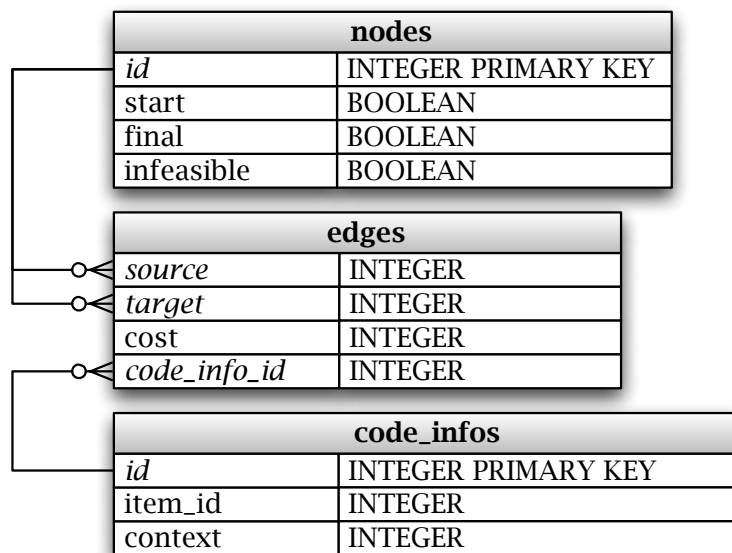 nodes
id INTEGER PRIMARY KEY
start BOOLEAN
final BOOLEAN
infeasible BOOLEAN
edges
source INTEGER
target INTEGER
cost INTEGER
code_info_id INTEGER
code_infos
id INTEGER PRIMARY KEY
item_id INTEGER
context INTEGER